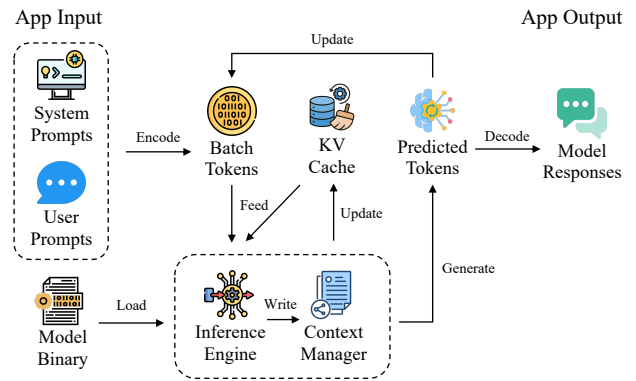 App Input
App Output
Update
System
Prompts
Encode
Batch
Tokens
KV
Cache
Predicted
Tokens
Decode
Model
Responses
User
Prompts
Feed
Update
Generate
Model
Binary
Load
Inference
Engine
Write
Context
Manager